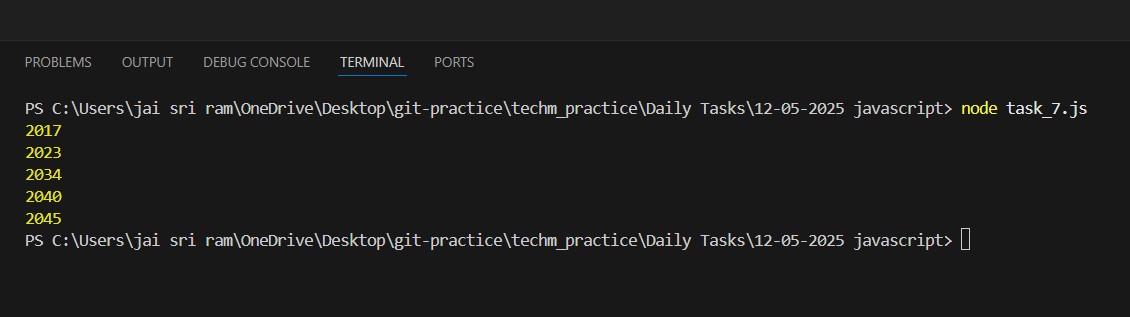 PROBLEMS OUTPUT DEBUG CONSOLE TERMINAL PORTS
PS C:\Users\jai sri ram\OneDrive\Desktop\git-practice\techm_practice\Daily Tasks\12-05-2025 javascript> node task_7.js
2017
2023
2034
2040
2045
PS C:\Users\jai sri ram\OneDrive\Desktop\git-practice\techm_practice\Daily Tasks\12-05-2025 javascript>